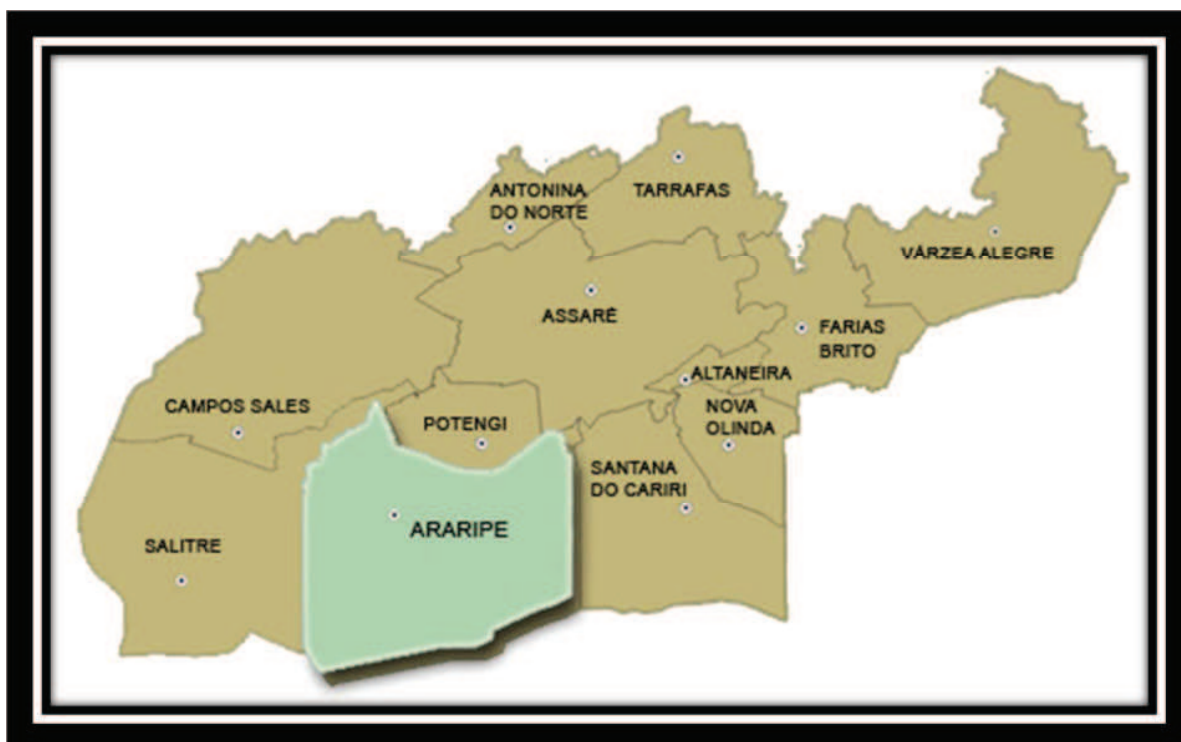 ANTONINA
DO NORTE
TARRAFAS
VÁRZEA ALEGRE
ASSARÉ
FARIAS
BRITO
ALTANEIRA
CAMPOS SALES
POTENGI
NOVA
OLINDA
SANTANA
DO CARIRI
ARARIPE
SALITRE